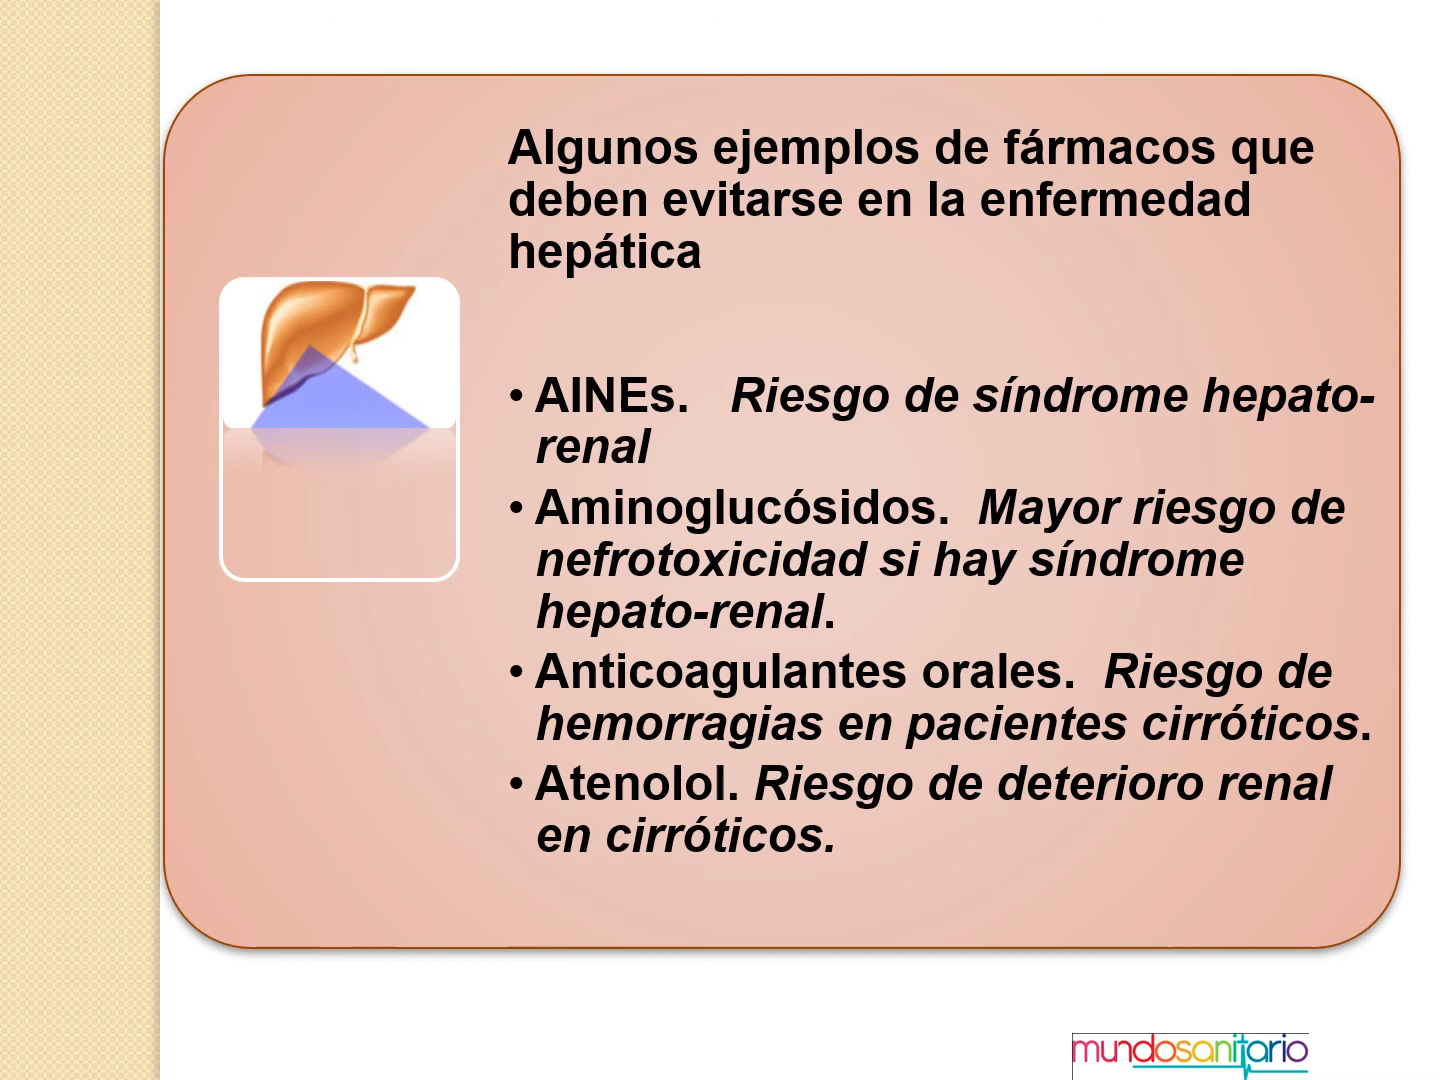 Algunos ejemplos de fármacos que
deben evitarse en la enfermedad
hepática
• AINEs. Riesgo de síndrome hepato-
renal
• Aminoglucósidos. Mayor riesgo de
nefrotoxicidad si hay síndrome
hepato-renal.
• Anticoagulantes orales. Riesgo de
hemorragias en pacientes cirróticos.
• Atenolol. Riesgo de deterioro renal
en cirróticos.
mundosanitario